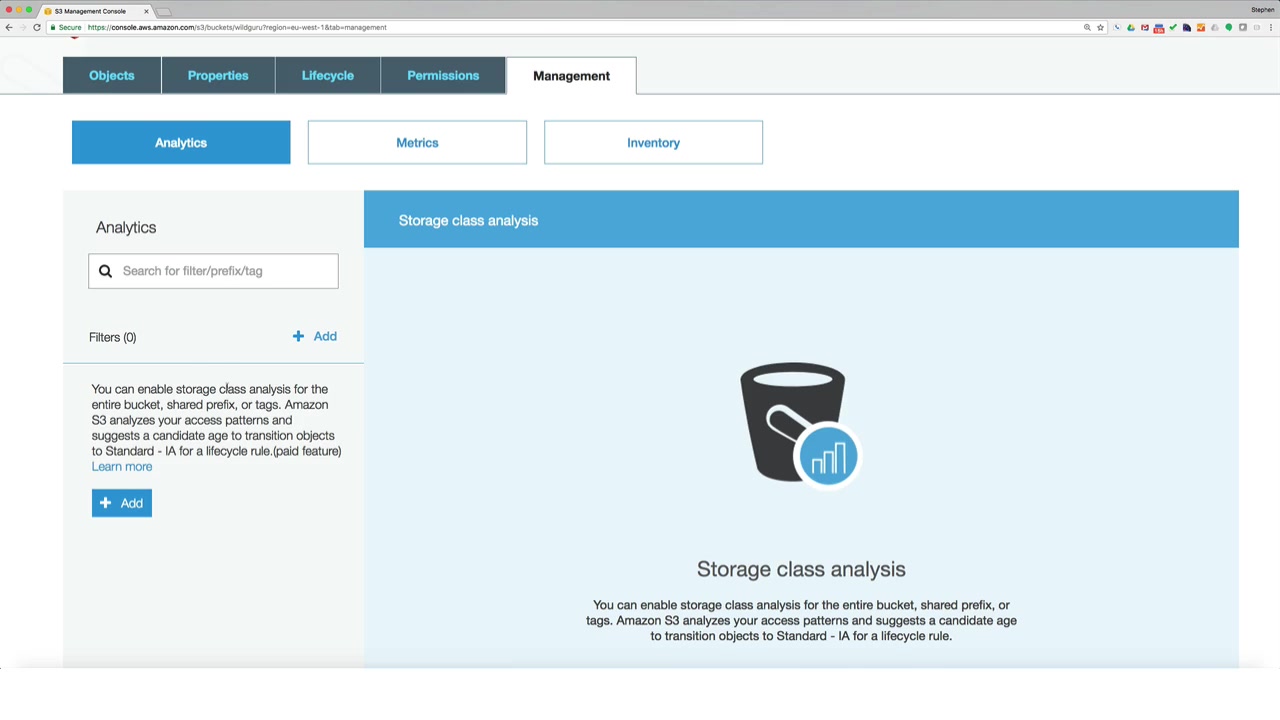 S3 Management Console
Stephen
Secure https://console.aws.amazon.com/s3/buckets/wildguru?region=eu-west-1&tab=management
Objects Properties Lifecycle Permissions Management
Analytics Metrics Inventory
Analytics
Search for filter/prefix/tag
Filters (0) Add
You can enable storage class analysis for the
entire bucket, shared prefix, or tags. Amazon
S3 analyzes your access patterns and
suggests a candidate age to transition objects
to Standard - IA for a lifecycle rule.(paid feature)
Learn more
Add
Storage class analysis
Storage class analysis
You can enable storage class analysis for the entire bucket, shared prefix, or
tags. Amazon S3 analyzes your access patterns and suggests a candidate age
to transition objects to Standard - IA for a lifecycle rule.